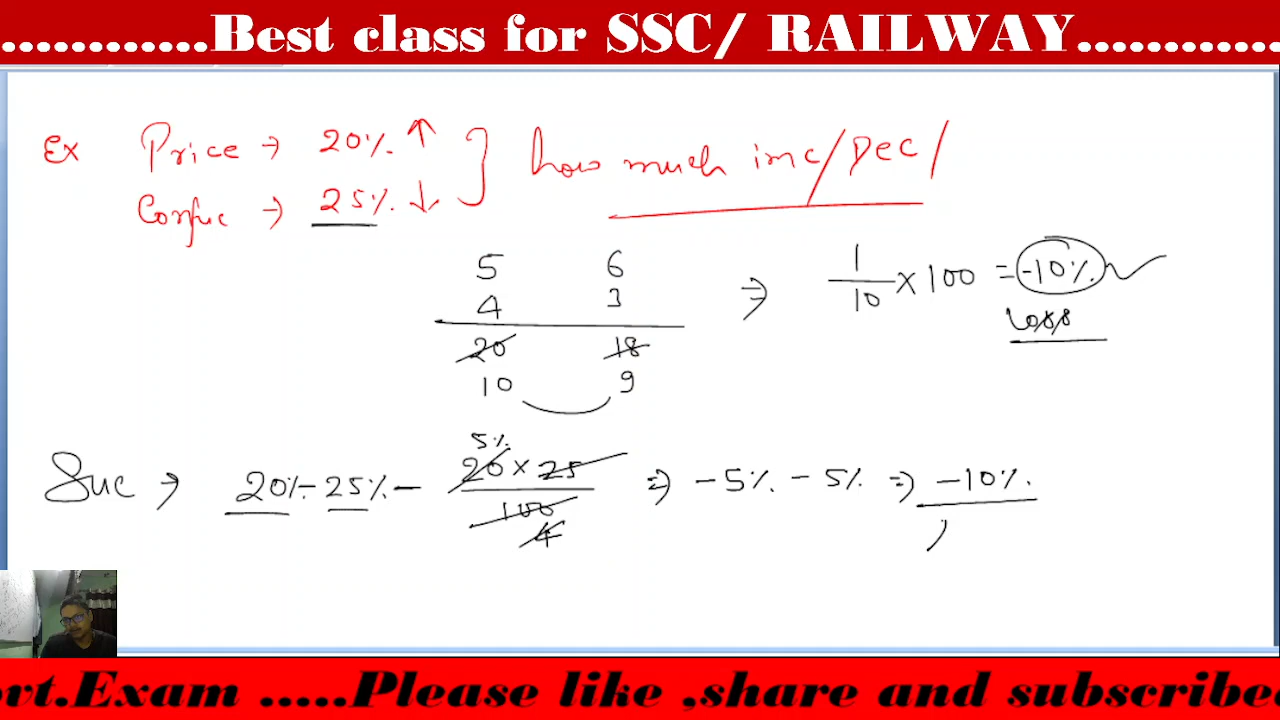 ............Best class for SSC/ RAILWAY............
Ex Price → 20% ↑ } how much inc/Dec/
→ 25% ↓
5 6
4 3 ⇒ 1/10 × 100 = -10% ✓
loss
20 18
10 9
5%
Suc → 20% - 25% - 20 × 25 / 100 ⇒ -5% - 5% ⇒ -10%.
4
vt.Exam .....Please like ,share and subscribe